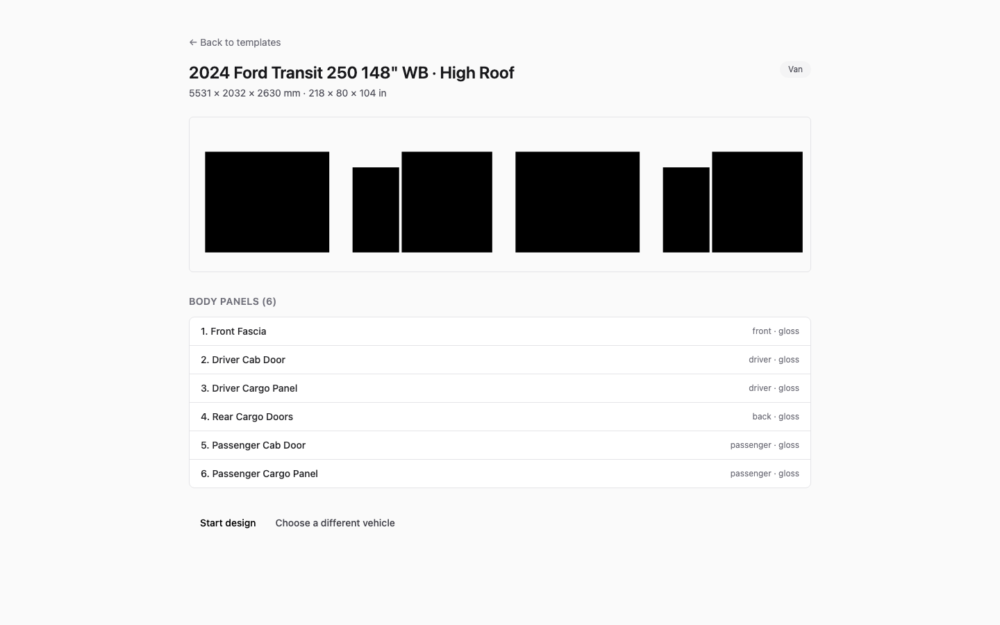 ← Back to templates
2024 Ford Transit 250 148" WB · High Roof
Van
5531 × 2032 × 2630 mm · 218 × 80 × 104 in
BODY PANELS (6)
1. Front Fascia front · gloss
2. Driver Cab Door driver · gloss
3. Driver Cargo Panel driver · gloss
4. Rear Cargo Doors back · gloss
5. Passenger Cab Door passenger · gloss
6. Passenger Cargo Panel passenger · gloss
Start design Choose a different vehicle